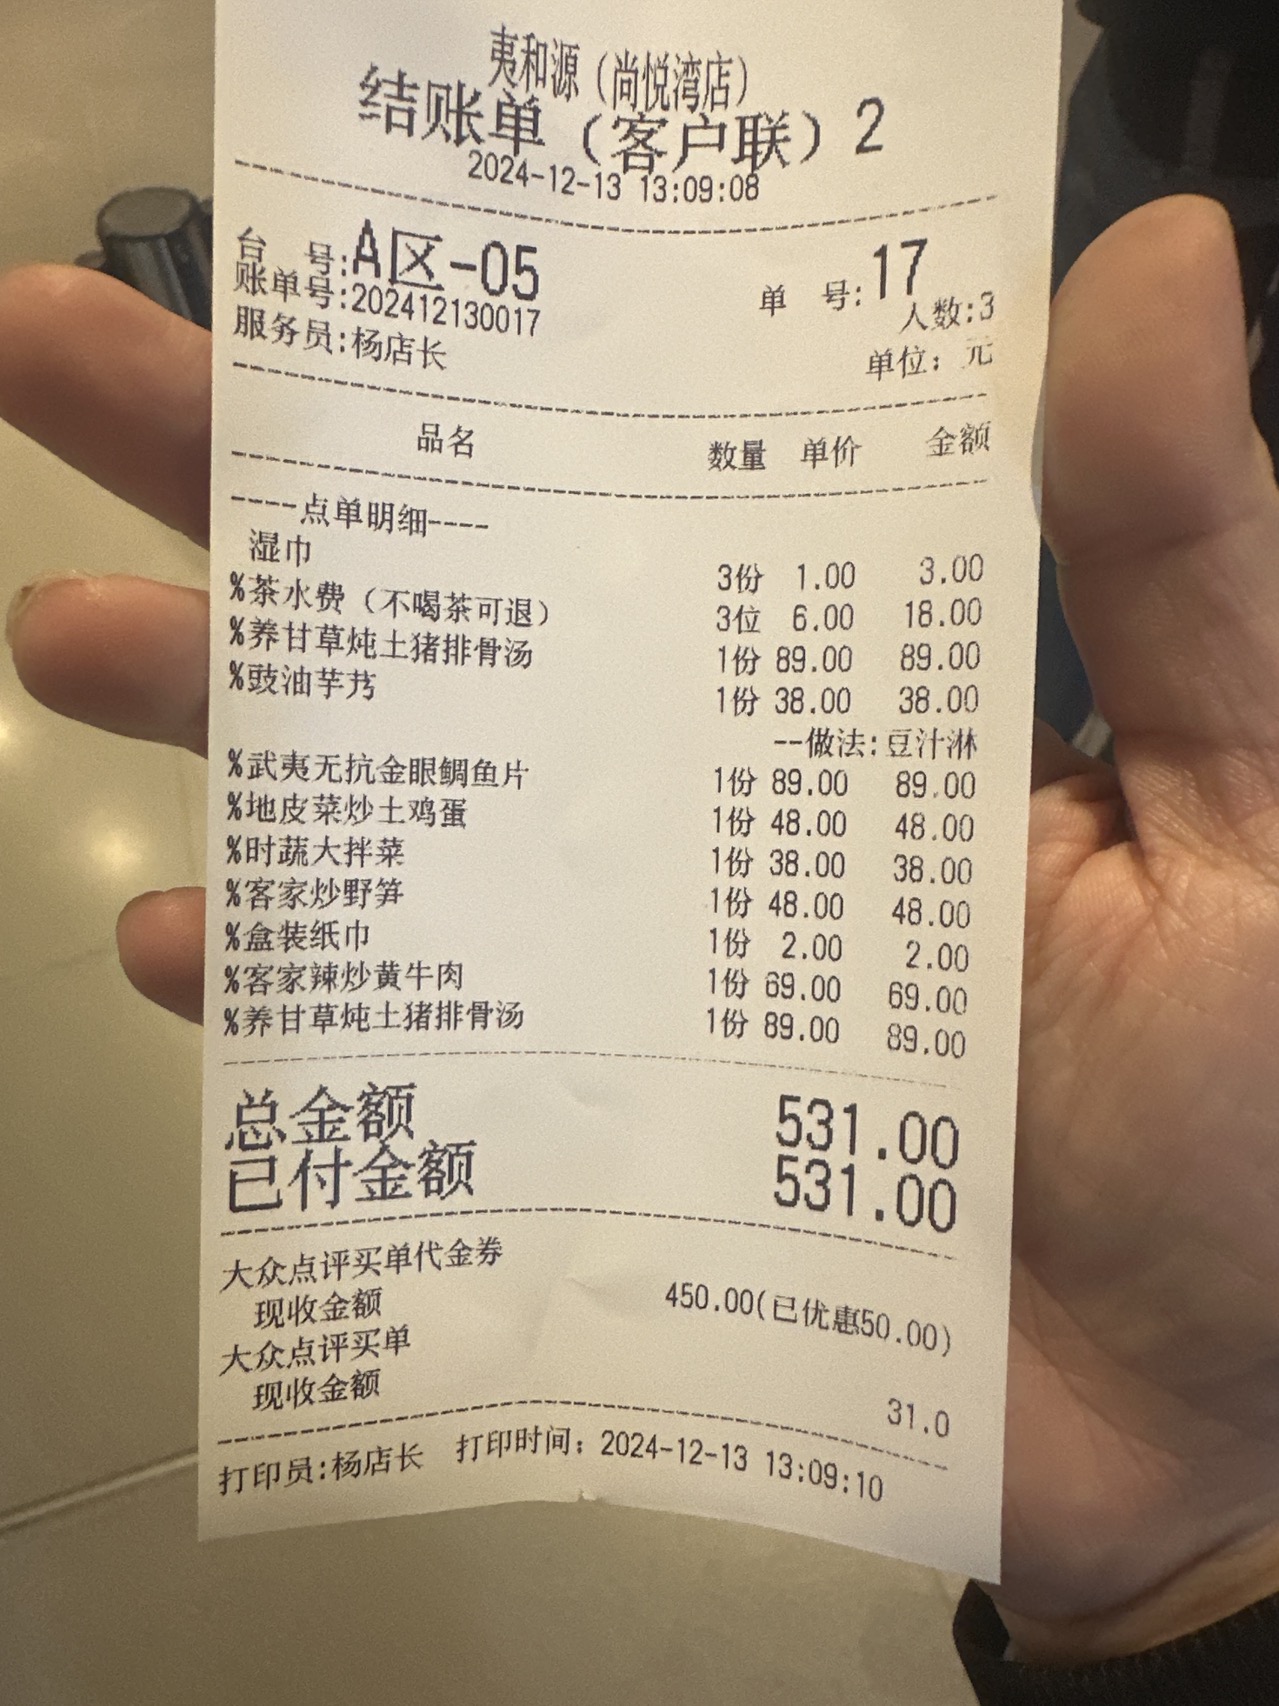 夷和源（尚悦湾店）
结账单（客户联）2
2024-12-13 13:09:08
台 号:A区-05 单 号:17
账单号:202412130017 人数:3
服务员:杨店长 单位：元
品名 数量 单价 金额
----点单明细----
湿巾 3份 1.00 3.00
%茶水费（不喝茶可退） 3位 6.00 18.00
%养甘草炖土猪排骨汤 1份 89.00 89.00
%豉油芋艿 1份 38.00 38.00
--做法:豆汁淋
%武夷无抗金眼鲷鱼片 1份 89.00 89.00
%地皮菜炒土鸡蛋 1份 48.00 48.00
%时蔬大拌菜 1份 38.00 38.00
%客家炒野笋 1份 48.00 48.00
%盒装纸巾 1份 2.00 2.00
%客家辣炒黄牛肉 1份 69.00 69.00
%养甘草炖土猪排骨汤 1份 89.00 89.00
总金额 531.00
已付金额 531.00
大众点评买单代金券
现收金额 450.00(已优惠50.00)
大众点评买单
现收金额 31.0
打印员:杨店长 打印时间：2024-12-13 13:09:10